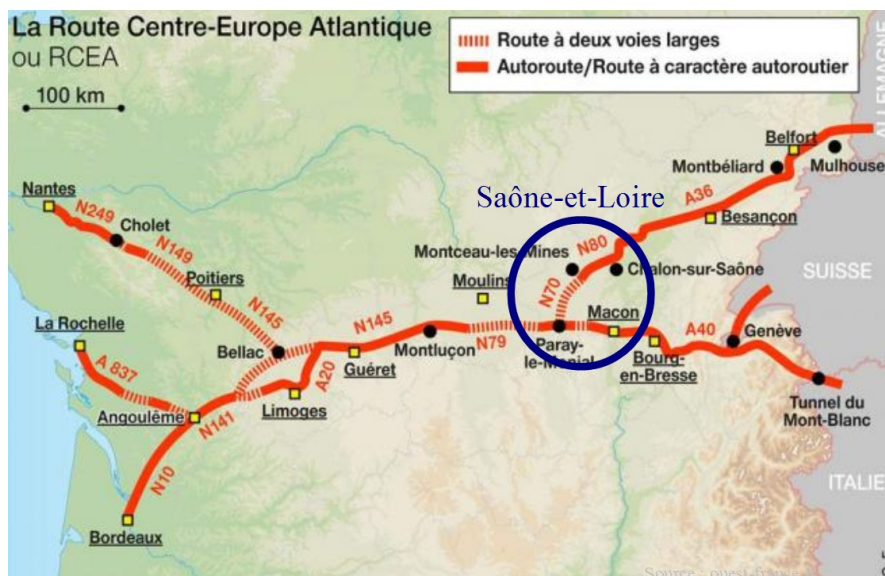 La Route Centre-Europe Atlantique
ou RCEA
100 km
Route à deux voies larges
Autoroute/Route à caractère autoroutier
ALLEMAGNE
Belfort
Mulhouse
Montbéliard
A36
Besançon
Saône-et-Loire
Nantes
N249
Cholet
N149
Montceau-les-Mines
N80
Chalon-sur-Saône
SUISSE
Poitiers
Moulins
N70
La Rochelle
N145
N145
Macon
A40
Genève
Bellac
Montluçon
N79
Paray-
le-Monial
A 837
Guéret
A20
Bourg-
en-Bresse
Angoulême
N141
Limoges
Tunnel du
Mont-Blanc
N10
ITALIE
Bordeaux
Source : ouest-france